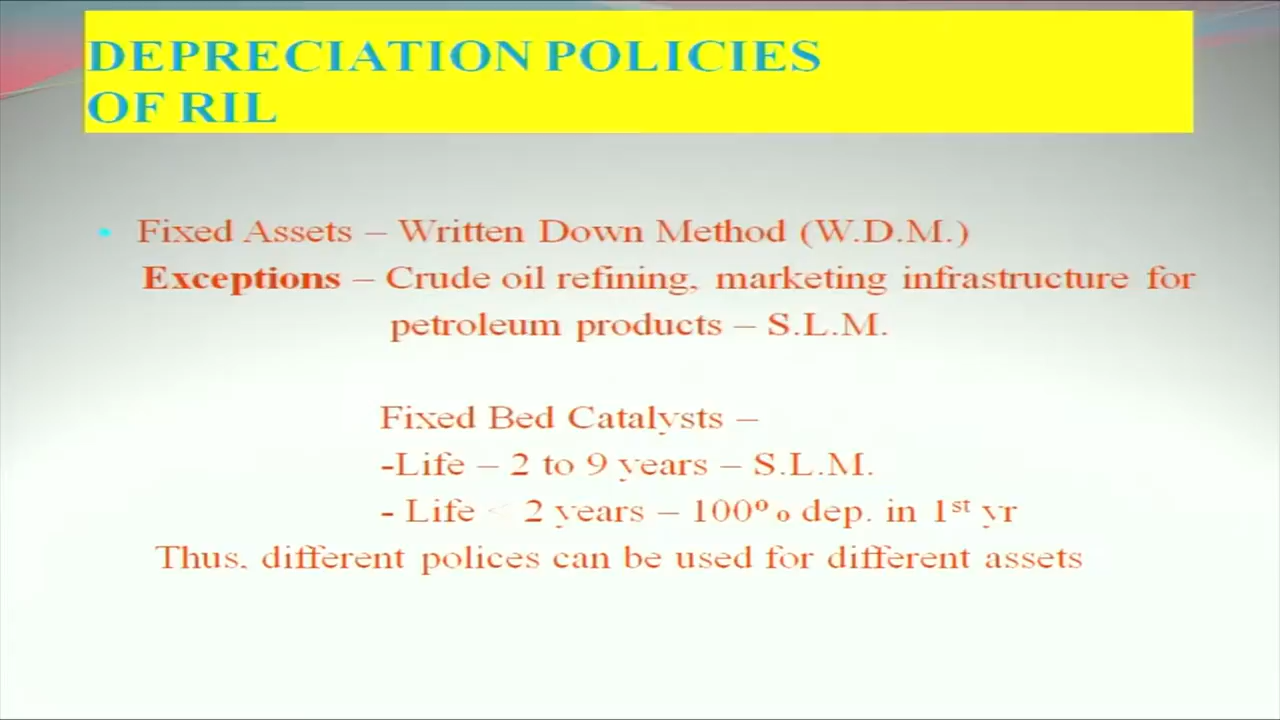 DEPRECIATION POLICIES
OF RIL
• Fixed Assets – Written Down Method (W.D.M.)
Exceptions – Crude oil refining, marketing infrastructure for
petroleum products – S.L.M.
Fixed Bed Catalysts –
-Life – 2 to 9 years – S.L.M.
- Life < 2 years – 100% dep. in 1st yr
Thus, different polices can be used for different assets